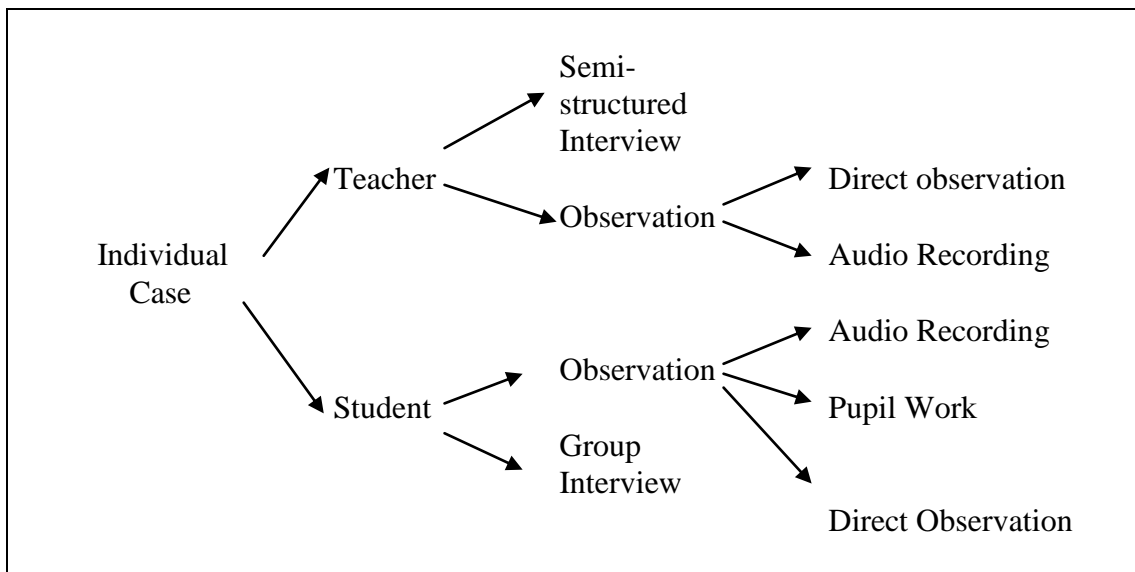 Semi-
structured
Interview
Teacher
Direct observation
Observation
Audio Recording
Individual
Case
Audio Recording
Observation
Pupil Work
Student
Group
Interview
Direct Observation